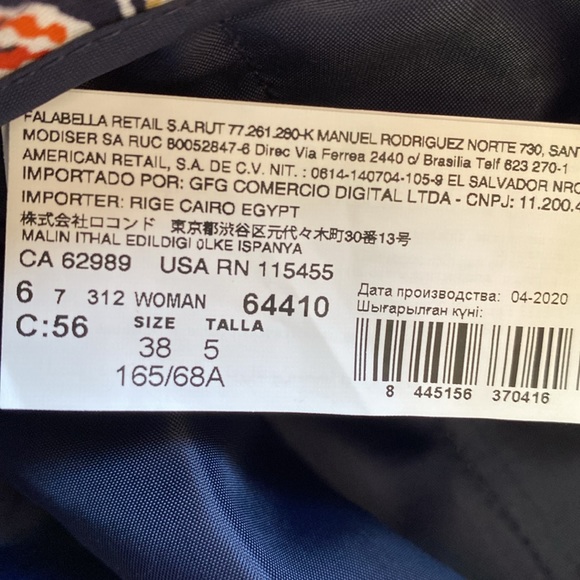 FALABELLA RETAIL S.A.RUT 77.261.280-K MANUEL RODRIGUEZ NORTE 730, SANT
MODISER SA RUC B0052847-6 Direc Via Ferrea 2440 c/ Brasilia Telf 623 270-1
AMERICAN RETAIL, S.A. DE C.V. NIT. : 0614-140704-105-9 EL SALVADOR NRC
IMPORTADO POR: GFG COMERCIO DIGITAL LTDA - CNPJ: 11.200.4
IMPORTER: RIGE CAIRO EGYPT
株式会社ロコンド 東京都渋谷区元代々木町30番13号
MALIN ITHAL EDILDIGI üLKE ISPANYA
CA 62989 USA RN 115455
6 7 312 WOMAN 64410
C:56 SIZE TALLA
38 5
165/68A
Дата производства: 04-2020
Шығарылған күні:
8 445156 370416